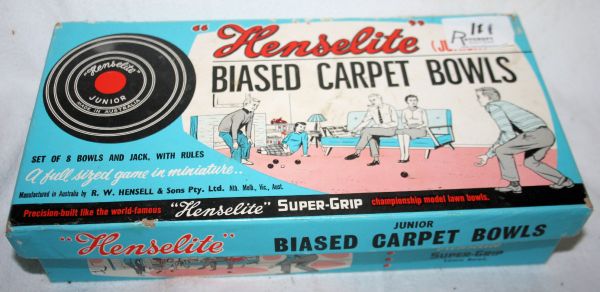 "Henselite"
BIASED CARPET BOWLS
"Henselite"
JUNIOR
MADE IN AUSTRALIA
SET OF 8 BOWLS AND JACK, WITH RULES
A full sized game in miniature..
Manufactured in Australia by R. W. HENSELL & Sons Pty. Ltd. Nth. Melb., Vic., Aust.
Precision-built like the world-famous "Henselite" SUPER-GRIP championship model lawn bowls.
"Henselite" JUNIOR
BIASED CARPET BOWLS
SUPER-GRIP